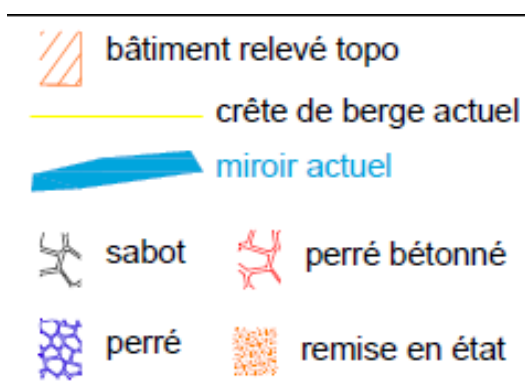 bâtiment relevé topo
crête de berge actuel
miroir actuel
sabot perré bétonné
perré remise en état